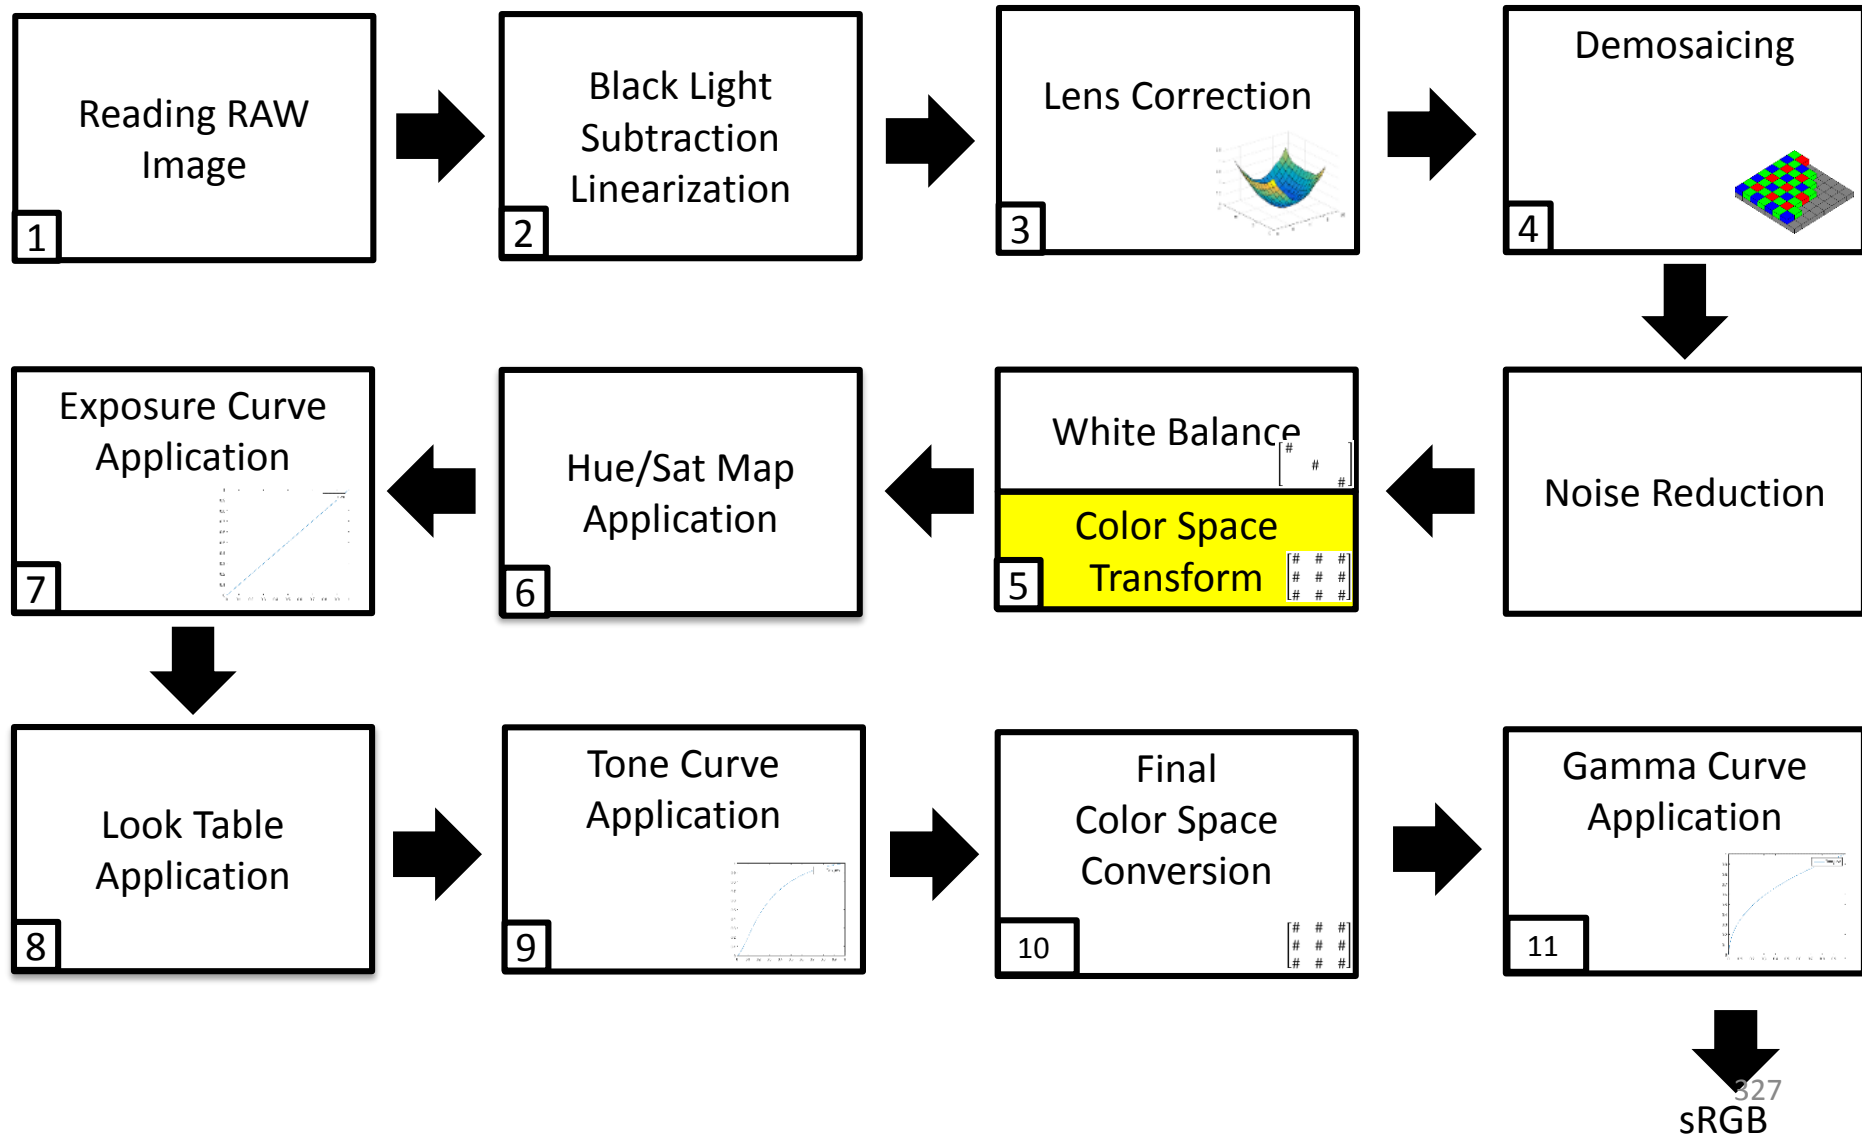 Reading RAW
Image
1
Black Light
Subtraction
Linearization
2
Lens Correction
3
Demosaicing
4
Noise Reduction
White Balance
[#
#
#]
Color Space
Transform
[# # #]
[# # #]
[# # #]
5
Hue/Sat Map
Application
6
Exposure Curve
Application
7
Look Table
Application
8
Tone Curve
Application
9
Final
Color Space
Conversion
[# # #]
[# # #]
[# # #]
10
Gamma Curve
Application
11
327
sRGB